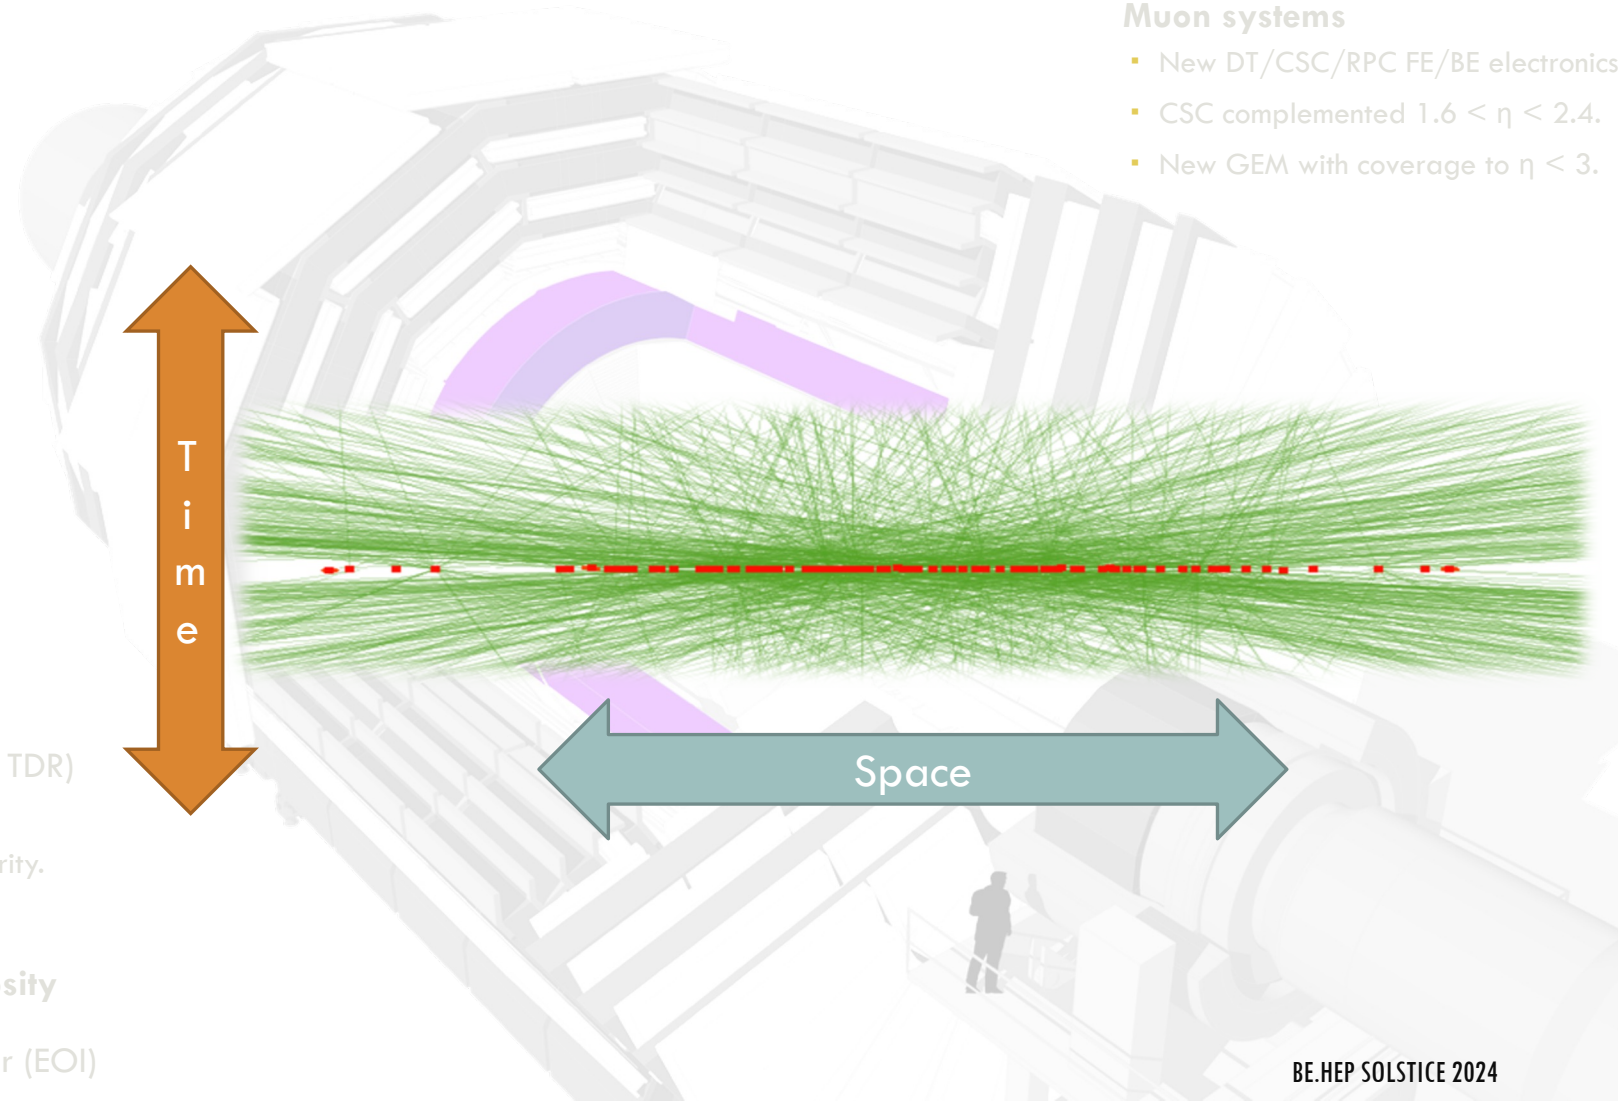 Muon systems
▪ New DT/CSC/RPC FE/BE electronics
▪ CSC complemented 1.6 < η < 2.4.
▪ New GEM with coverage to η < 3.
T
i
m
e
TDR)
Space
rity.
sity
r (EOI)
BE.HEP SOLSTICE 2024